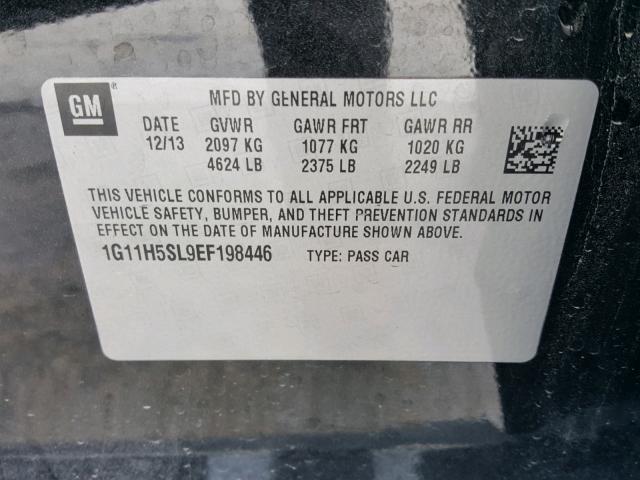 GM
®
MFD BY GENERAL MOTORS LLC
DATE GVWR GAWR FRT GAWR RR
12/13 2097 KG 1077 KG 1020 KG
4624 LB 2375 LB 2249 LB
THIS VEHICLE CONFORMS TO ALL APPLICABLE U.S. FEDERAL MOTOR
VEHICLE SAFETY, BUMPER, AND THEFT PREVENTION STANDARDS IN
EFFECT ON THE DATE OF MANUFACTURE SHOWN ABOVE.
1G11H5SL9EF198446 TYPE: PASS CAR